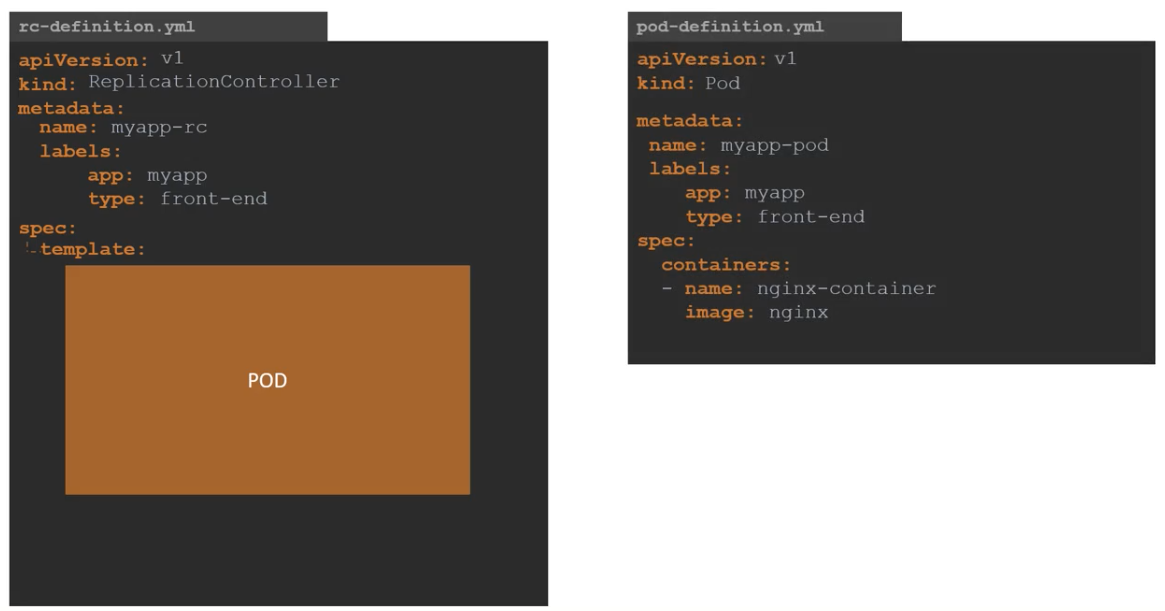 rc-definition.yml
apiVersion: v1
kind: ReplicationController
metadata:
name: myapp-rc
labels:
app: myapp
type: front-end
spec:
template:
POD
pod-definition.yml
apiVersion: v1
kind: Pod
metadata:
name: myapp-pod
labels:
app: myapp
type: front-end
spec:
containers:
- name: nginx-container
image: nginx